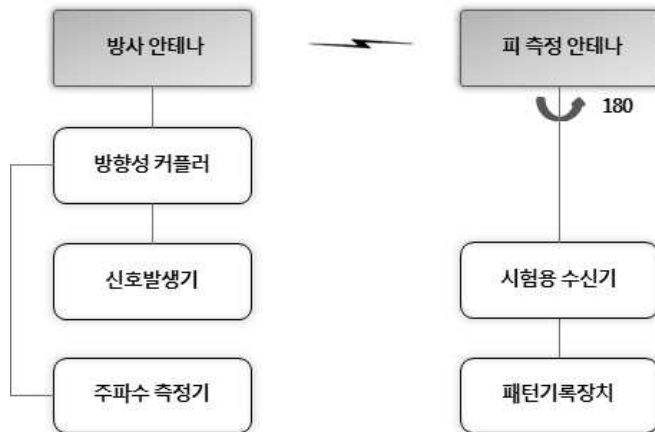 방사 안테나
피 측정 안테나
180
방향성 커플러
신호발생기
시험용 수신기
주파수 측정기
패턴기록장치